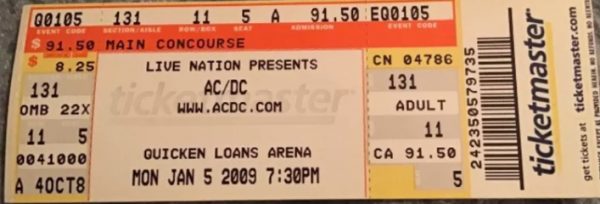 Q0105 131 11 5 A 91.50 EQ0105
EVENT CODE SECTION/AISLE ROW/BOX SEAT ADMISSION EVENT CODE
$ 91.50 MAIN CONCOURSE
$ 8.25
131
OMB 22X
11 5
0041000
A 4OCT8
ticketmaster
LIVE NATION PRESENTS
AC/DC
WWW.ACDC.COM
QUICKEN LOANS ARENA
MON JAN 5 2009 7:30PM
CN 04786
131
ADULT
11
CA 91.50
5
242350579735
ticketmaster
get tickets at ticketmaster.